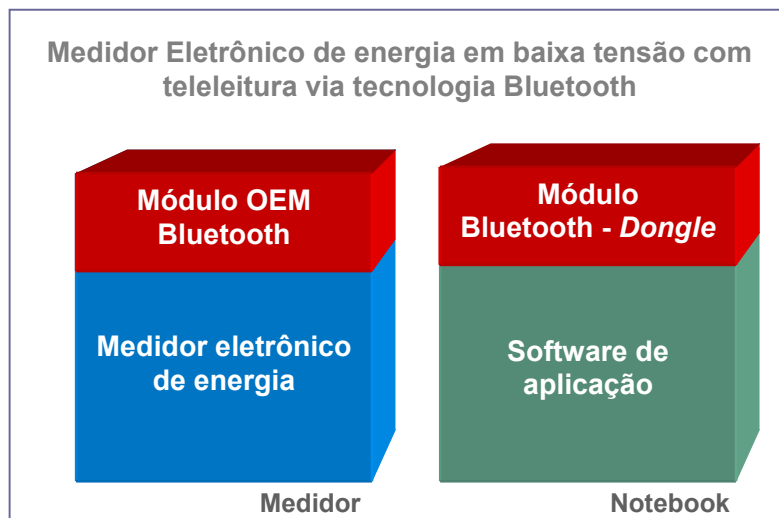 Medidor Eletrônico de energia em baixa tensão com
teleleitura via tecnologia Bluetooth
Módulo OEM
Bluetooth
Medidor eletrônico
de energia
Medidor
Módulo
Bluetooth - Dongle
Software de
aplicação
Notebook